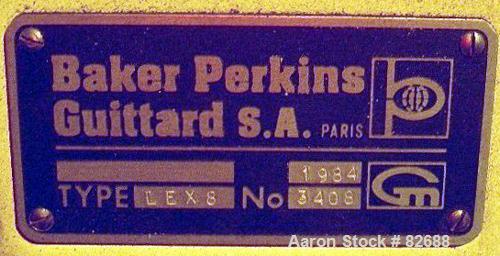 Baker Perkins
Guittard S.A. PARIS
1984
TYPE LEX8 No 3408
Gm
Aaron Stock # 82688